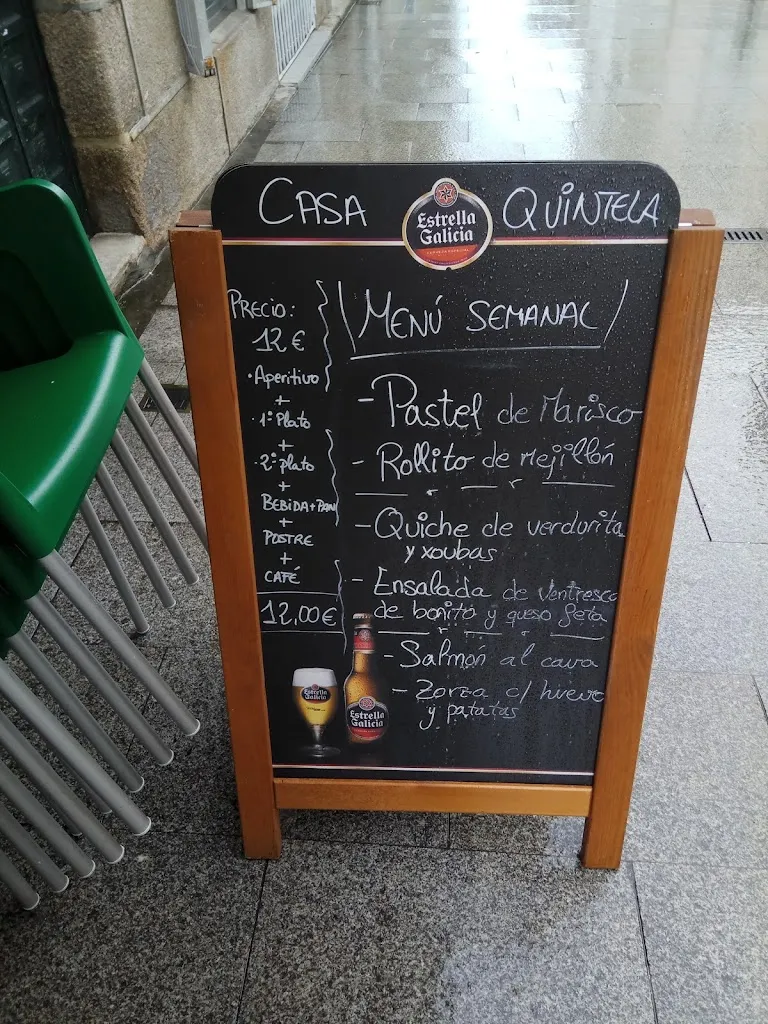 CASA
Estrella
Galicia
QUINTELA
PRECIO:
12 €
• Aperitivo
+
• 1º Plato
+
• 2º plato
+
BEBIDA + PAN
+
POSTRE
+
CAFÉ
12,00€
MENÚ SEMANAL
- Pastel de Marisco
- Rollito de mejillón
- Quiche de verdurita
y xoubas
- Ensalada de ventresca
de bonito y queso feta
- Salmón al cava
- Zorza c/ huevo
y patatas
Estrella
Galicia
Estrella
Galicia